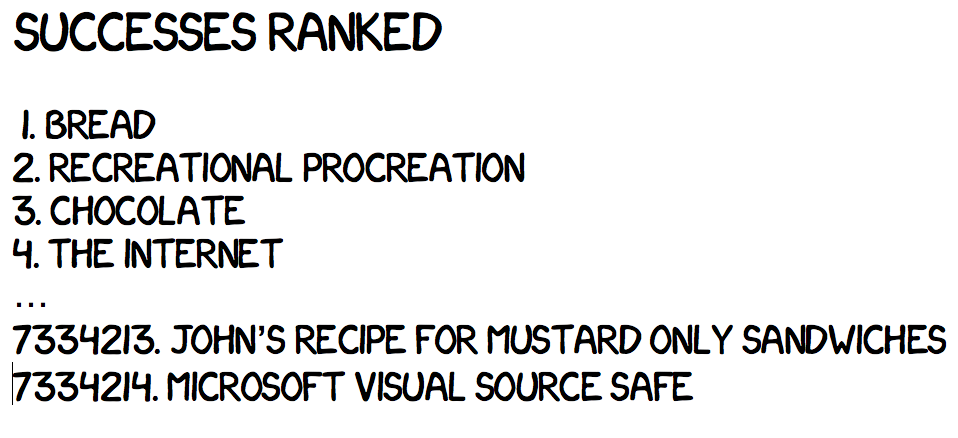 SUCCESSES RANKED
1. BREAD
2. RECREATIONAL PROCREATION
3. CHOCOLATE
4. THE INTERNET
...
7334213. JOHN'S RECIPE FOR MUSTARD ONLY SANDWICHES
7334214. MICROSOFT VISUAL SOURCE SAFE